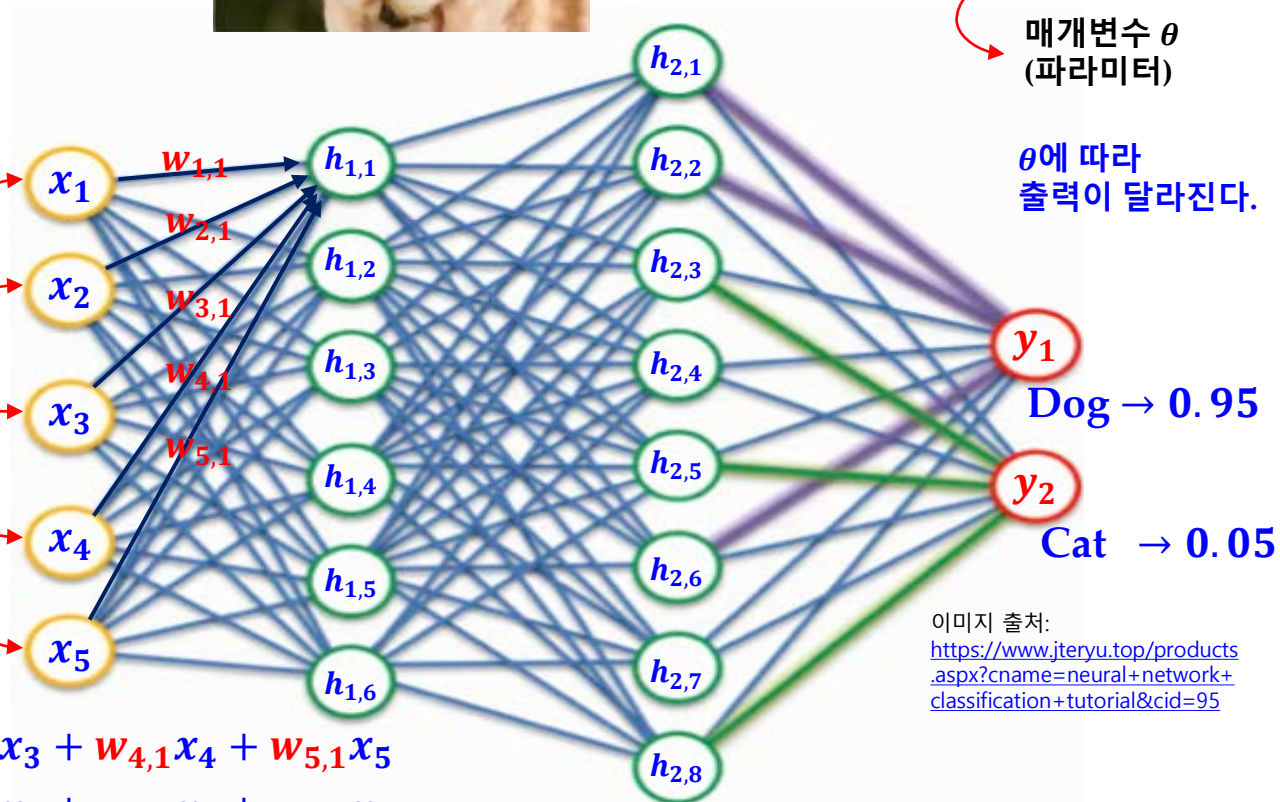 매개변수 θ
(파라미터)
θ에 따라
출력이 달라진다.
x₁
x₂
x₃
x₄
x₅
w₁,₁
w₂,₁
w₃,₁
w₄,₁
w₅,₁
h₁,₁
h₁,₂
h₁,₃
h₁,₄
h₁,₅
h₁,₆
h₂,₁
h₂,₂
h₂,₃
h₂,₄
h₂,₅
h₂,₆
h₂,₇
h₂,₈
y₁
Dog → 0.95
y₂
Cat → 0.05
이미지 출처:
https://www.jteryu.top/products
.aspx?cname=neural+network+
classification+tutorial&cid=95
x₃ + w₄,₁x₄ + w₅,₁x₅